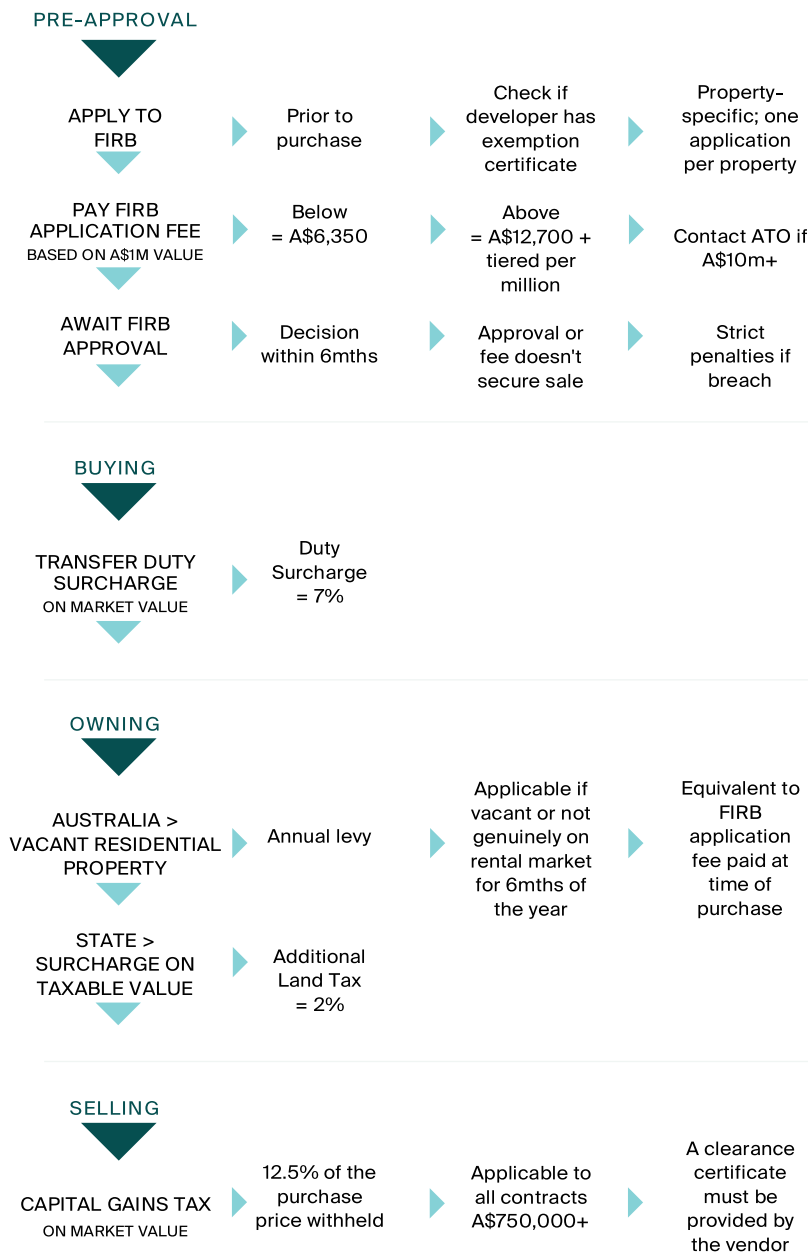 PRE-APPROVAL
APPLY TO
FIRB
Prior to
purchase
Check if
developer has
exemption
certificate
Property-
specific; one
application
per property
PAY FIRB
APPLICATION FEE
BASED ON A$1M VALUE
Below
= A$6,350
Above
= A$12,700 +
tiered per
million
Contact ATO if
A$10m+
AWAIT FIRB
APPROVAL
Decision
within 6mths
Approval or
fee doesn't
secure sale
Strict
penalties if
breach
BUYING
TRANSFER DUTY
SURCHARGE
ON MARKET VALUE
Duty
Surcharge
= 7%
OWNING
AUSTRALIA >
VACANT RESIDENTIAL
PROPERTY
Annual levy
Applicable if
vacant or not
genuinely on
rental market
for 6mths of
the year
Equivalent to
FIRB
application
fee paid at
time of
purchase
STATE >
SURCHARGE ON
TAXABLE VALUE
Additional
Land Tax
= 2%
SELLING
CAPITAL GAINS TAX
ON MARKET VALUE
12.5% of the
purchase
price withheld
Applicable to
all contracts
A$750,000+
A clearance
certificate
must be
provided by
the vendor